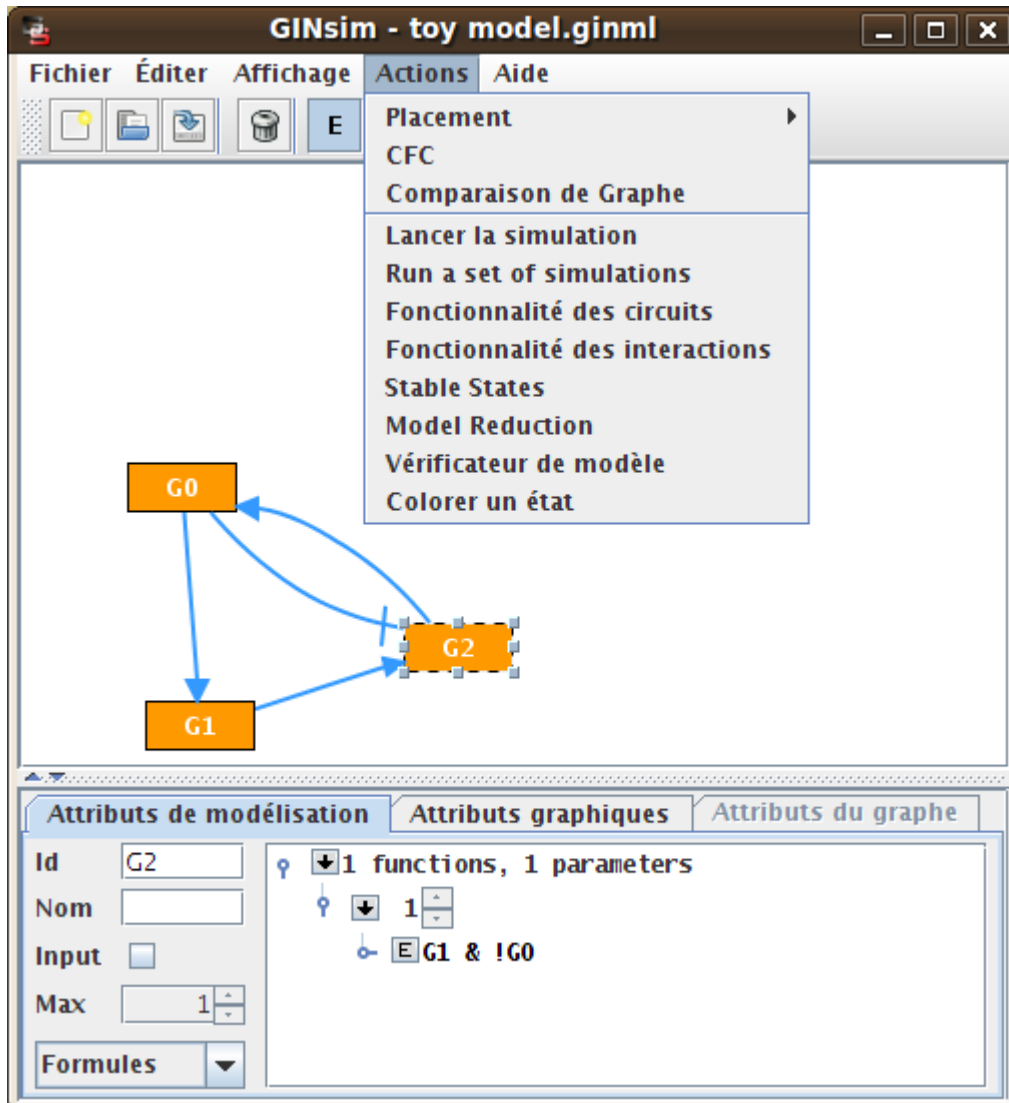 GINsim - toy model.ginml
Fichier Éditer Affichage Actions Aide
E
Placement
CFC
Comparaison de Graphe
Lancer la simulation
Run a set of simulations
Fonctionnalité des circuits
Fonctionnalité des interactions
Stable States
Model Reduction
Vérificateur de modèle
Colorer un état
G0
G2
G1
Attributs de modélisation Attributs graphiques Attributs du graphe
Id G2
Nom
Input
Max 1
Formules
1 functions, 1 parameters
1
E G1 & !G0